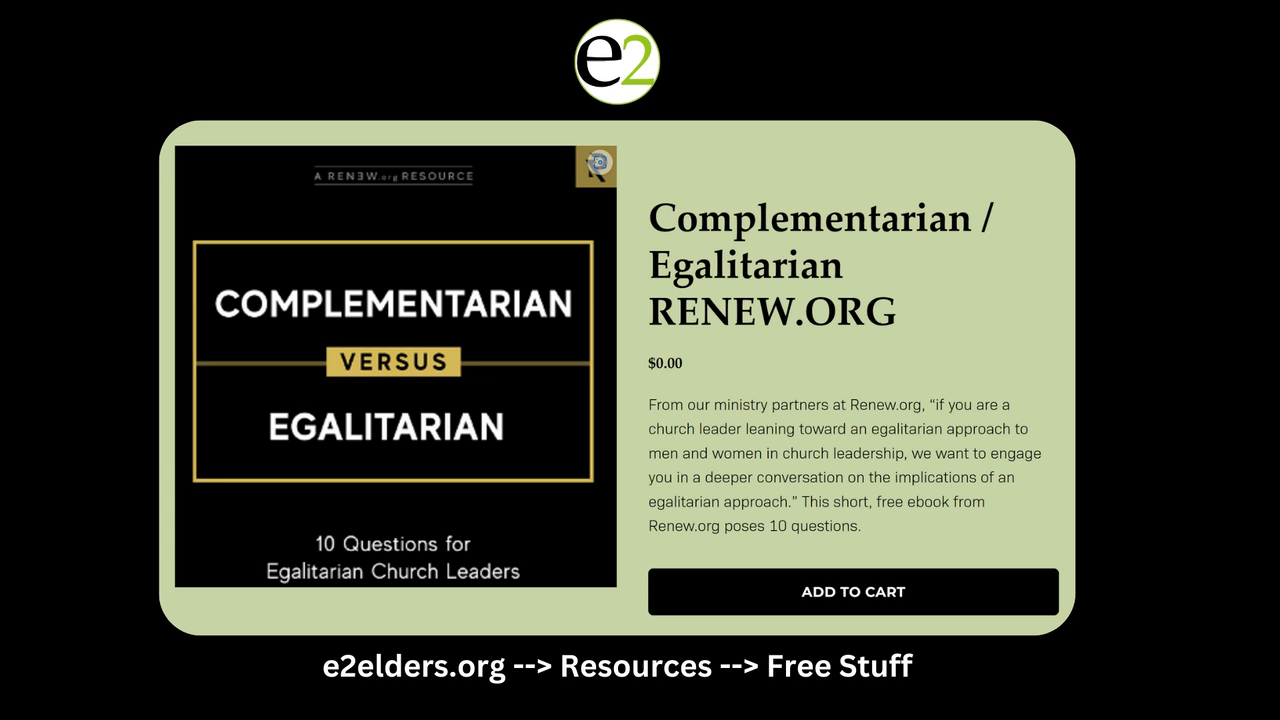 e2
A RENEW.org RESOURCE
COMPLEMENTARIAN
VERSUS
EGALITARIAN
10 Questions for
Egalitarian Church Leaders
Complementarian /
Egalitarian
RENEW.ORG
$0.00
From our ministry partners at Renew.org, “if you are a
church leader leaning toward an egalitarian approach to
men and women in church leadership, we want to engage
you in a deeper conversation on the implications of an
egalitarian approach.” This short, free ebook from
Renew.org poses 10 questions.
ADD TO CART
e2elders.org --> Resources --> Free Stuff